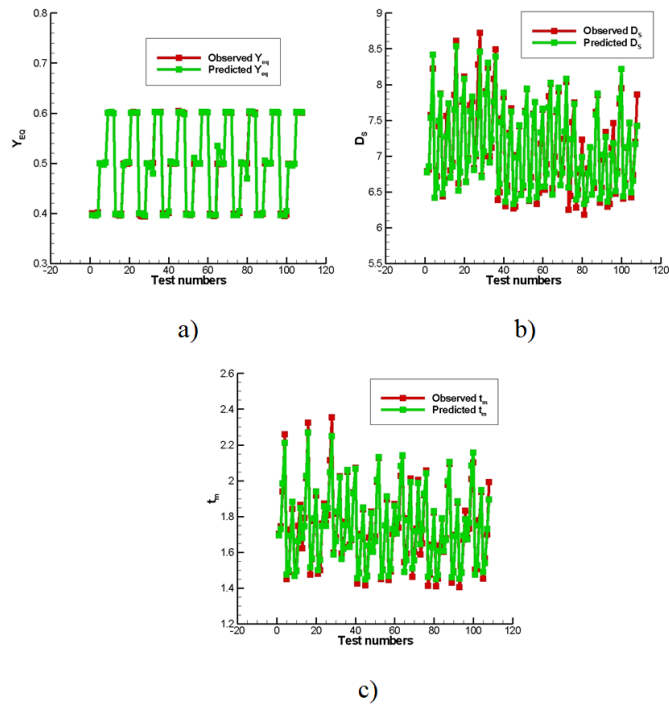 0.8
0.7
0.6
0.5
0.4
0.3
Y_EQ
Observed Y_eq
Predicted Y_eq
-20 0 20 40 60 80 100 120
Test numbers
a)
9
8.5
8
7.5
7
6.5
6
5.5
D_S
Observed D_S
Predicted D_S
-20 0 20 40 60 80 100 120
Test numbers
b)
2.6
2.4
2.2
2
1.8
1.6
1.4
1.2
t_m
Observed t_m
Predicted t_m
-20 0 20 40 60 80 100 120
Test numbers
c)